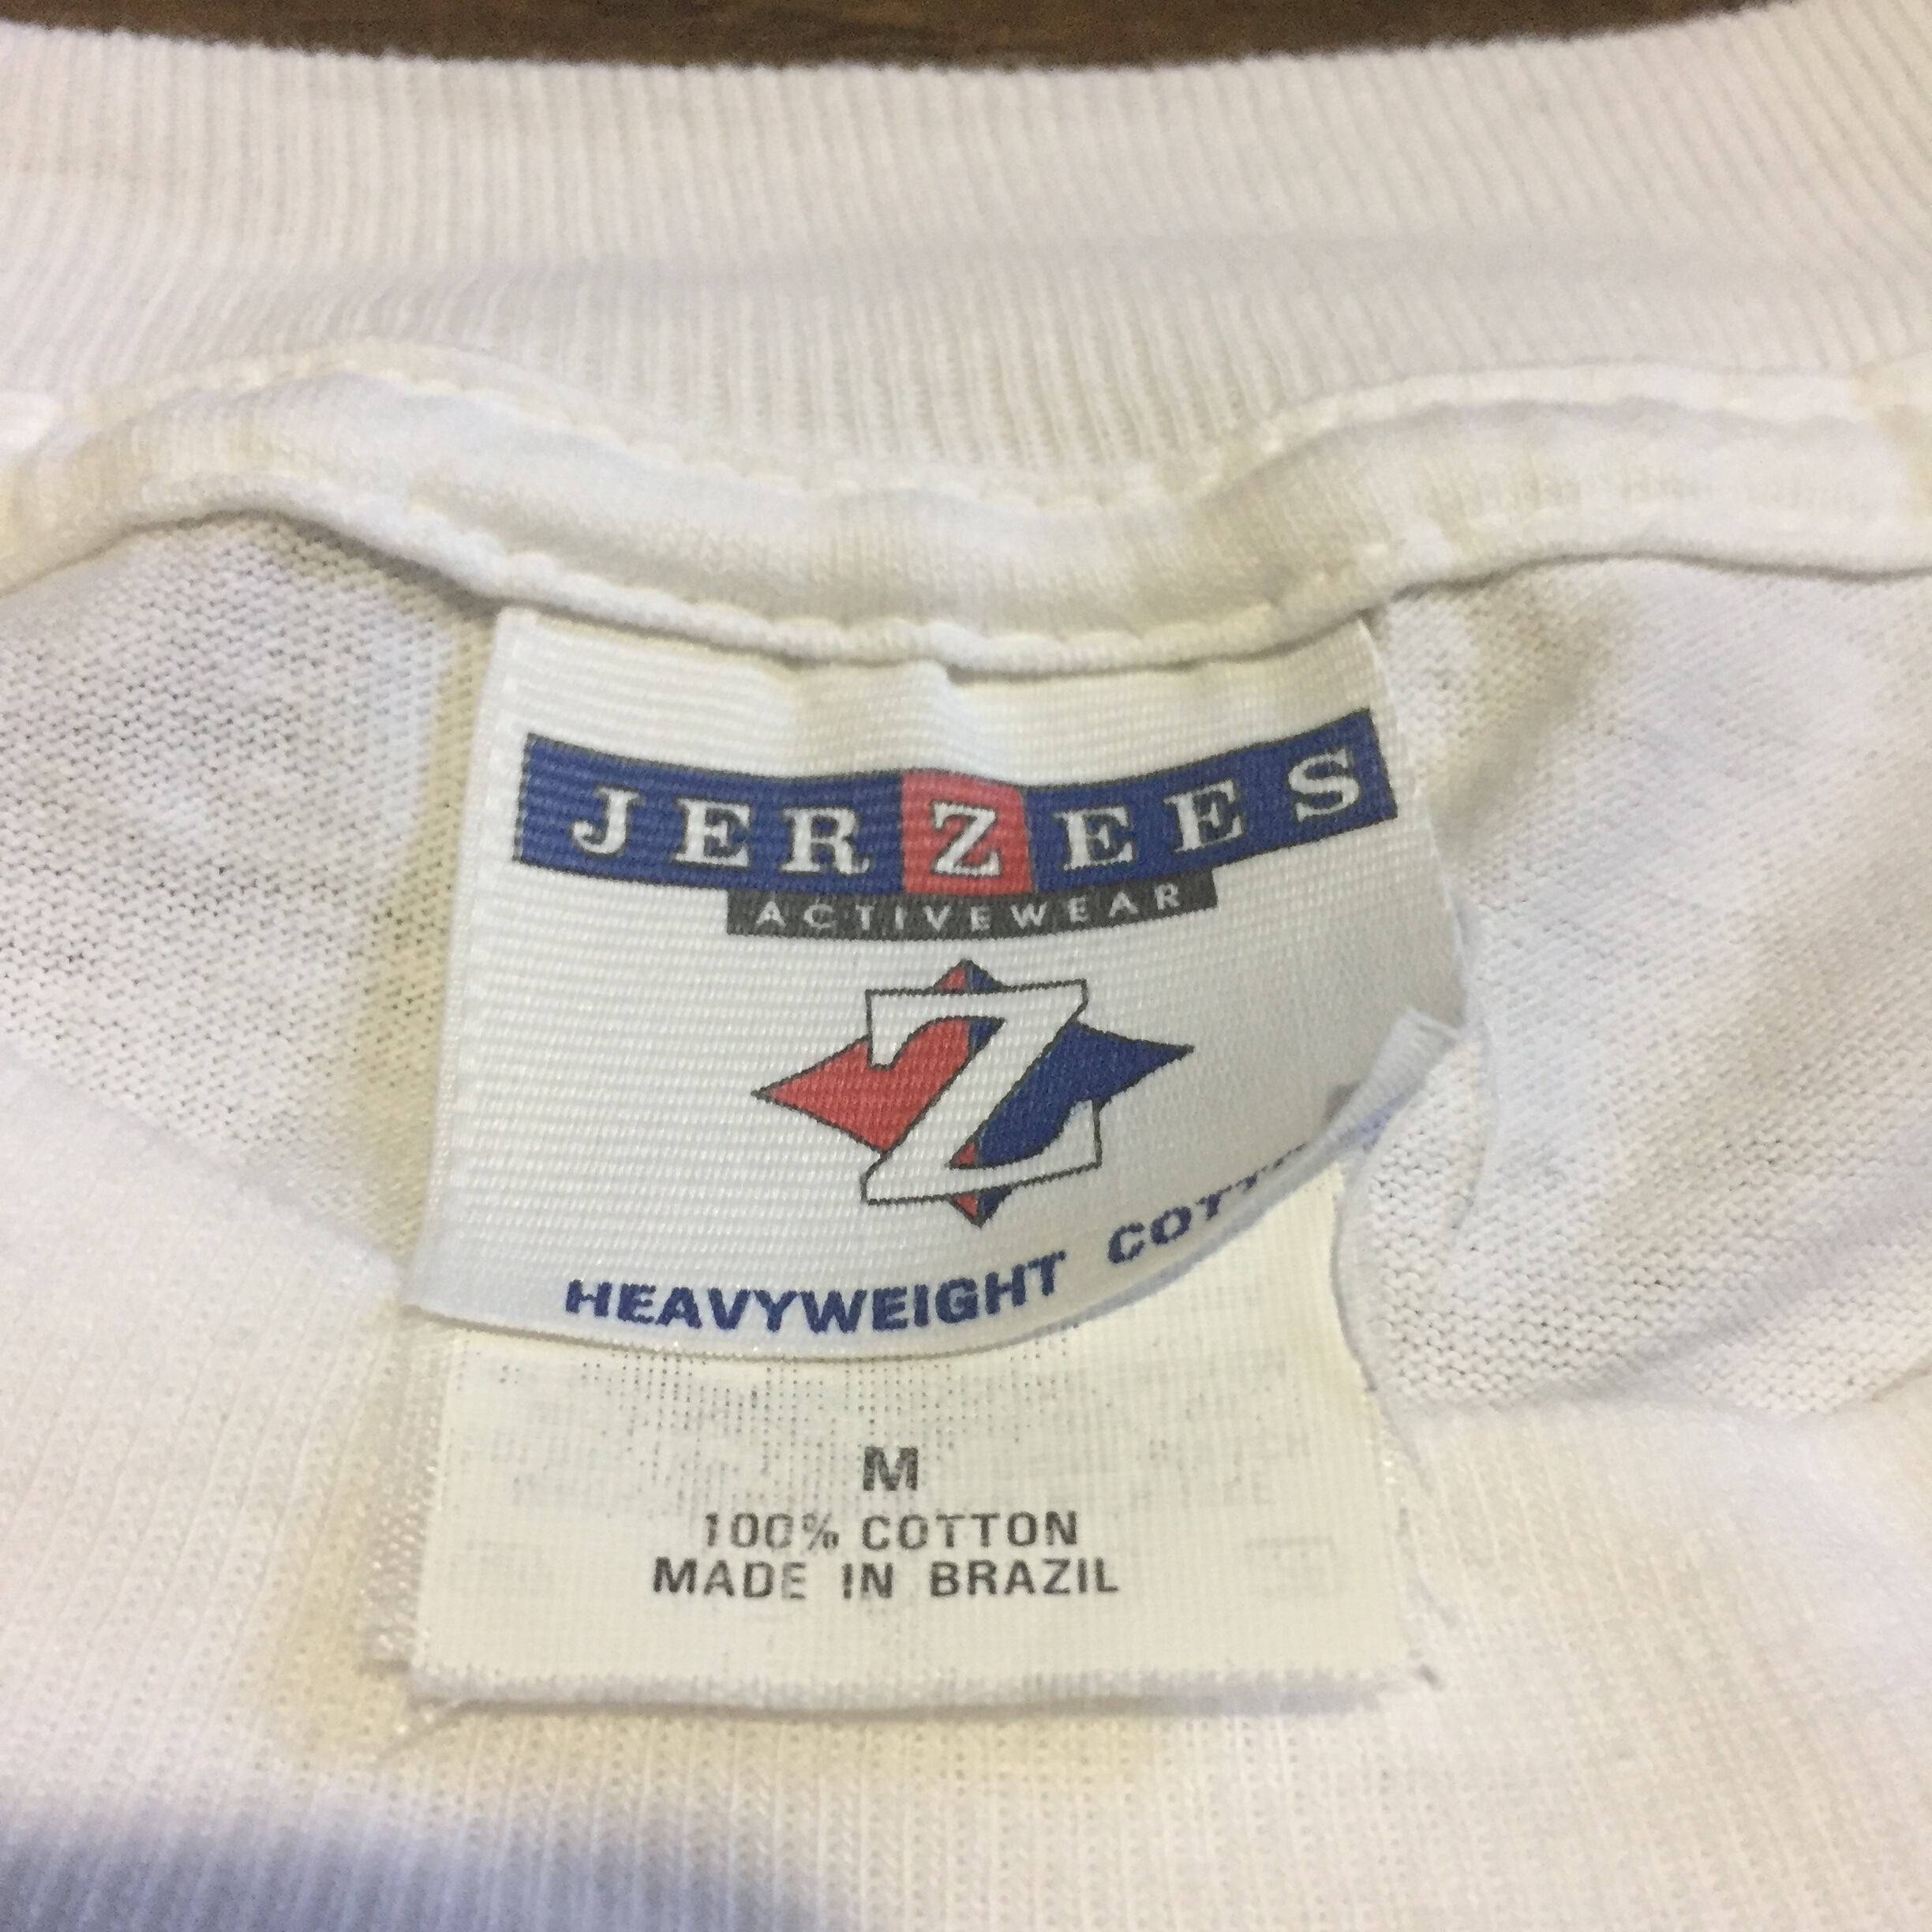 JERZEES
ACTIVEWEAR
Z
HEAVYWEIGHT
M
100% COTTON
MADE IN BRAZIL